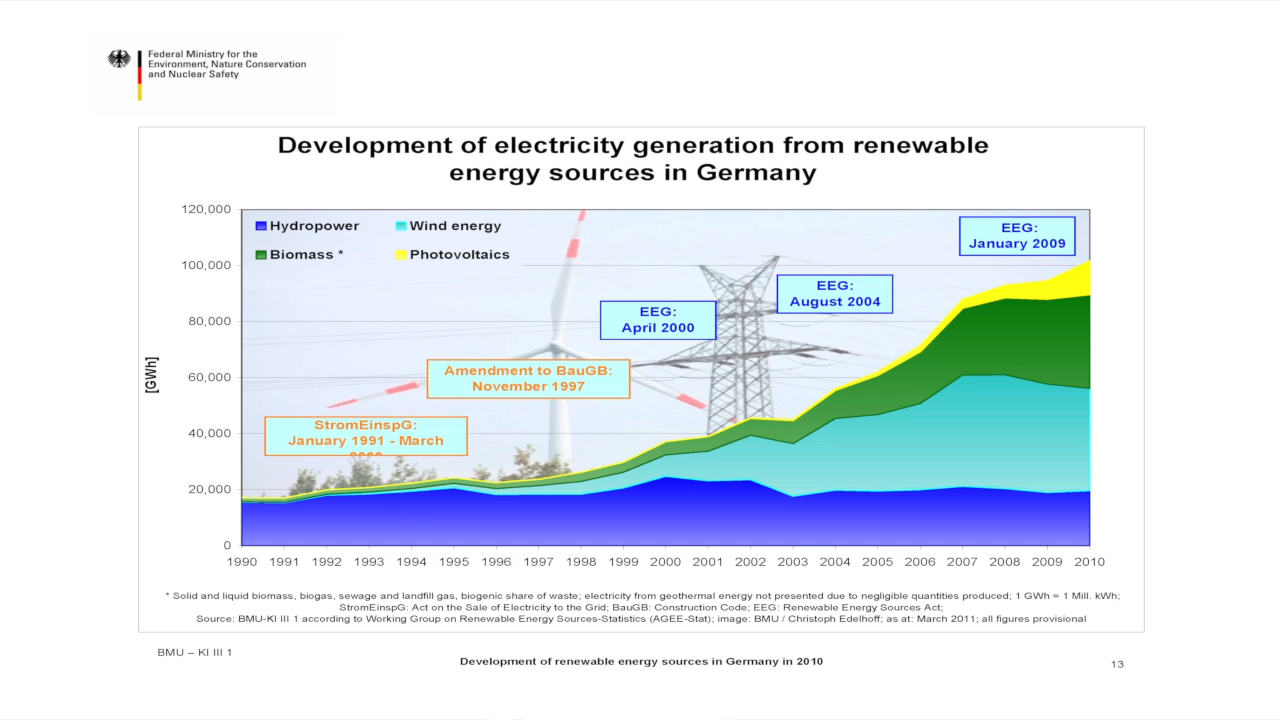 Federal Ministry for the
Environment, Nature Conservation
and Nuclear Safety
Development of electricity generation from renewable
energy sources in Germany
120,000
100,000
80,000
60,000
40,000
20,000
0
[GWh]
Hydropower
Wind energy
Biomass *
Photovoltaics
EEG:
January 2009
EEG:
August 2004
EEG:
April 2000
Amendment to BauGB:
November 1997
StromEinspG:
January 1991 - March
1990 1991 1992 1993 1994 1995 1996 1997 1998 1999 2000 2001 2002 2003 2004 2005 2006 2007 2008 2009 2010
* Solid and liquid biomass, biogas, sewage and landfill gas, biogenic share of waste; electricity from geothermal energy not presented due to negligible quantities produced; 1 GWh = 1 Mill. kWh;
StromEinspG: Act on the Sale of Electricity to the Grid; BauGB: Construction Code; EEG: Renewable Energy Sources Act;
Source: BMU-KI III 1 according to Working Group on Renewable Energy Sources-Statistics (AGEE-Stat); image: BMU / Christoph Edelhoff; as at: March 2011; all figures provisional
BMU – KI III 1
Development of renewable energy sources in Germany in 2010
13